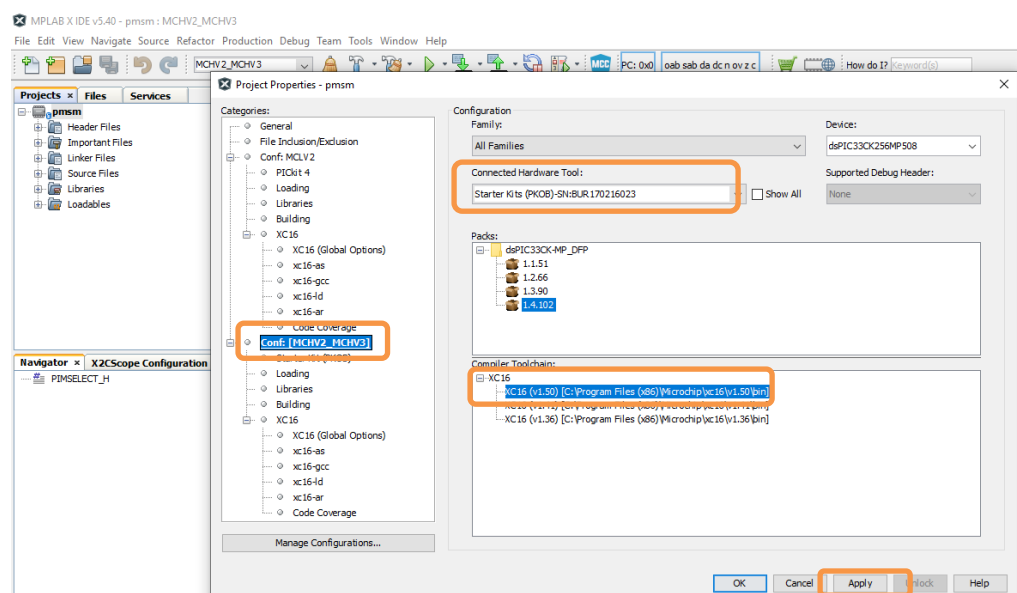 MPLAB X IDE v5.40 - pmsm : MCHV2_MCHV3
File Edit View Navigate Source Refactor Production Debug Team Tools Window Help
MCHV2_MCHV3
MCC
PC: 0x0
oab sab da dc n ov z c
How do I?
Keyword(s)
Projects × Files Services
pmsm
Header Files
Important Files
Linker Files
Source Files
Libraries
Loadables
Navigator × X2CScope Configuration
PIMSELECT_H
Project Properties - pmsm
Categories:
General
File Inclusion/Exclusion
Conf: MCLV2
PICkit 4
Loading
Libraries
Building
XC16
XC16 (Global Options)
xc16-as
xc16-gcc
xc16-ld
xc16-ar
Code Coverage
Conf: [MCHV2_MCHV3]
Loading
Libraries
Building
XC16
XC16 (Global Options)
xc16-as
xc16-gcc
xc16-ld
xc16-ar
Code Coverage
Manage Configurations...
Configuration
Family:
All Families
Device:
dsPIC33CK256MP508
Connected Hardware Tool:
Starter Kits (PKOB)-SN:BUR170216023
Show All
Supported Debug Header:
None
Packs:
dsPIC33CK-MP_DFP
1.1.51
1.2.66
1.3.90
1.4.102
Compiler Toolchain:
XC16
XC16 (v1.50) [C:\Program Files (x86)\Microchip\xc16\v1.50\bin]
XC16 (v1.36) [C:\Program Files (x86)\Microchip\xc16\v1.36\bin]
OK Cancel Apply Help